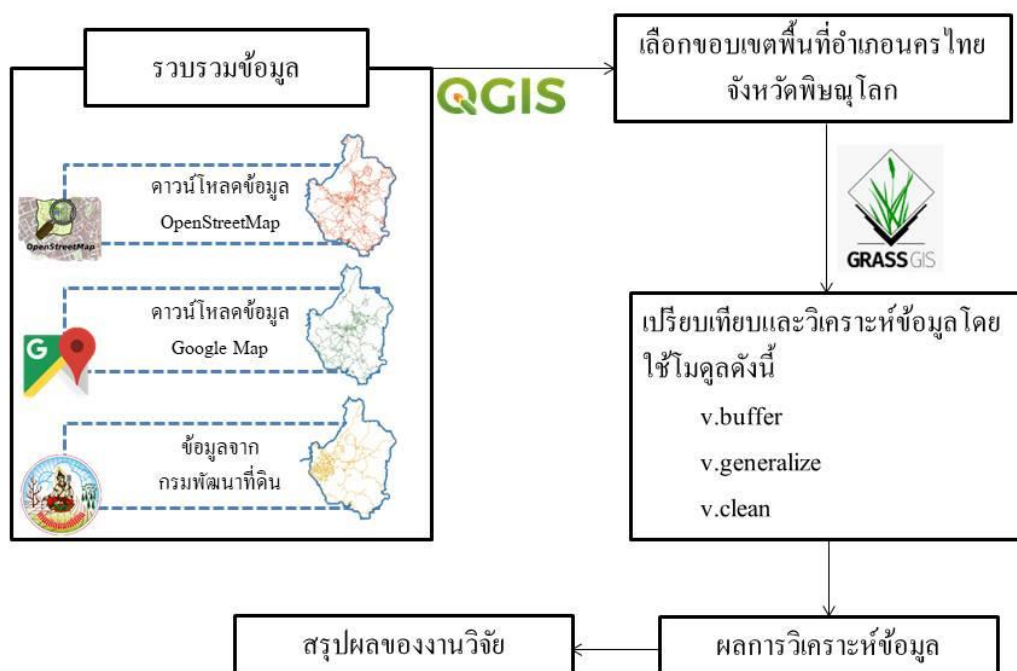 รวบรวมข้อมูล
ดาวน์โหลดข้อมูล
OpenStreetMap
OpenStreetMap
ดาวน์โหลดข้อมูล
Google Map
G
ข้อมูลจาก
กรมพัฒนาที่ดิน
QGIS
เลือกขอบเขตพื้นที่อำเภอนครไทย
จังหวัดพิษณุโลก
GRASS GIS
เปรียบเทียบและวิเคราะห์ข้อมูลโดย
ใช้โมดูลดังนี้
v.buffer
v.generalize
v.clean
ผลการวิเคราะห์ข้อมูล
สรุปผลของงานวิจัย